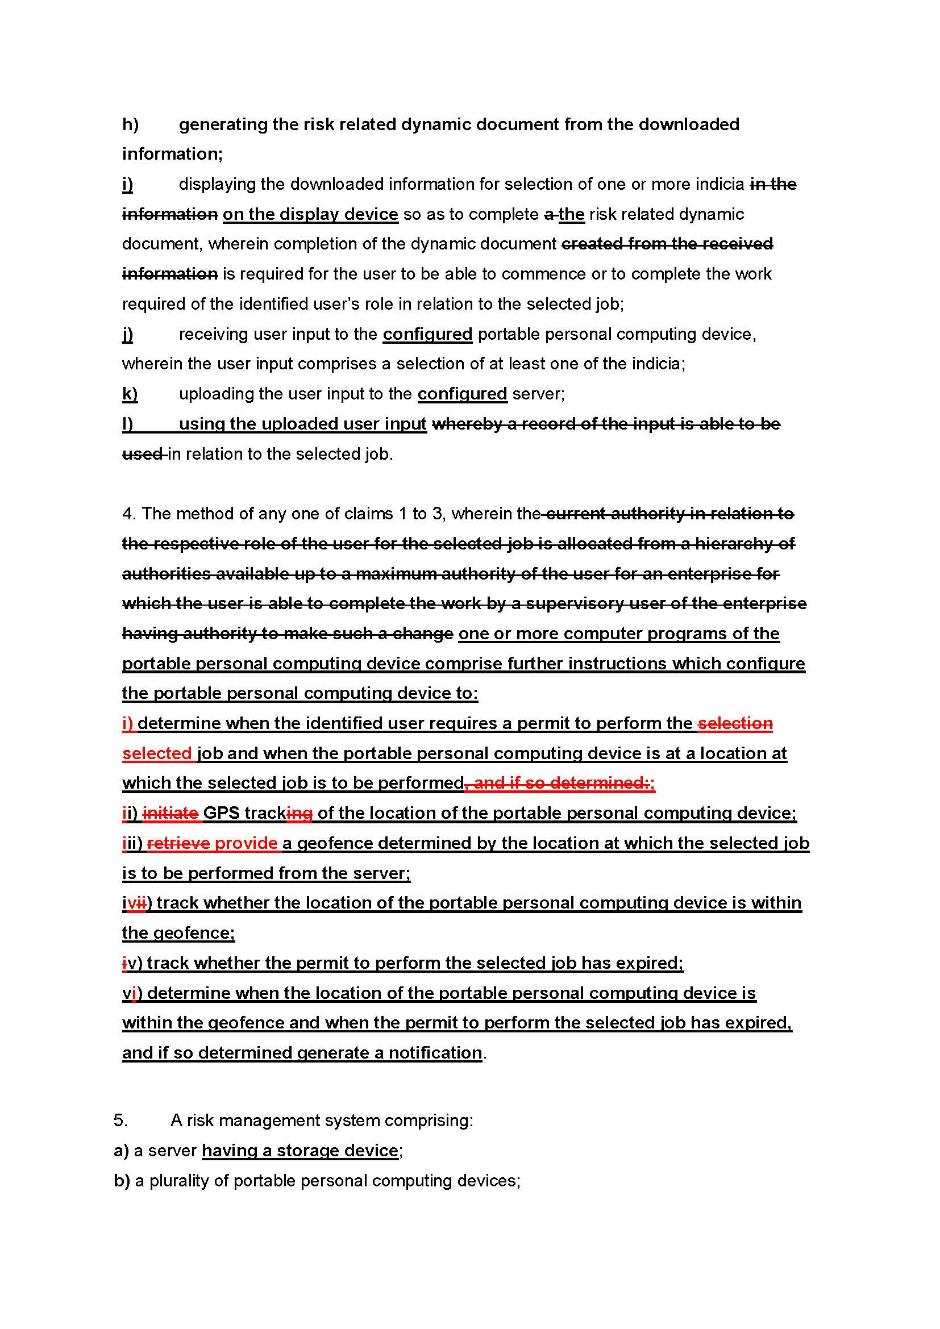 h) generating the risk related dynamic document from the downloaded
information;
i) displaying the downloaded information for selection of one or more indicia in the
information on the display device so as to complete a the risk related dynamic
document, wherein completion of the dynamic document created from the received
information is required for the user to be able to commence or to complete the work
required of the identified user's role in relation to the selected job;
j) receiving user input to the configured portable personal computing device,
wherein the user input comprises a selection of at least one of the indicia;
k) uploading the user input to the configured server;
l) using the uploaded user input whereby a record of the input is able to be
used in relation to the selected job.
4. The method of any one of claims 1 to 3, wherein the current authority in relation to
the respective role of the user for the selected job is allocated from a hierarchy of
authorities available up to a maximum authority of the user for an enterprise for
which the user is able to complete the work by a supervisory user of the enterprise
having authority to make such a change one or more computer programs of the
portable personal computing device comprise further instructions which configure
the portable personal computing device to:
i) determine when the identified user requires a permit to perform the selection
selected job and when the portable personal computing device is at a location at
which the selected job is to be performed, and if so determined:;
ii) initiate GPS tracking of the location of the portable personal computing device;
iii) retrieve provide a geofence determined by the location at which the selected job
is to be performed from the server;
ivii) track whether the location of the portable personal computing device is within
the geofence;
iv) track whether the permit to perform the selected job has expired;
vi) determine when the location of the portable personal computing device is
within the geofence and when the permit to perform the selected job has expired,
and if so determined generate a notification.
5. A risk management system comprising:
a) a server having a storage device;
b) a plurality of portable personal computing devices;